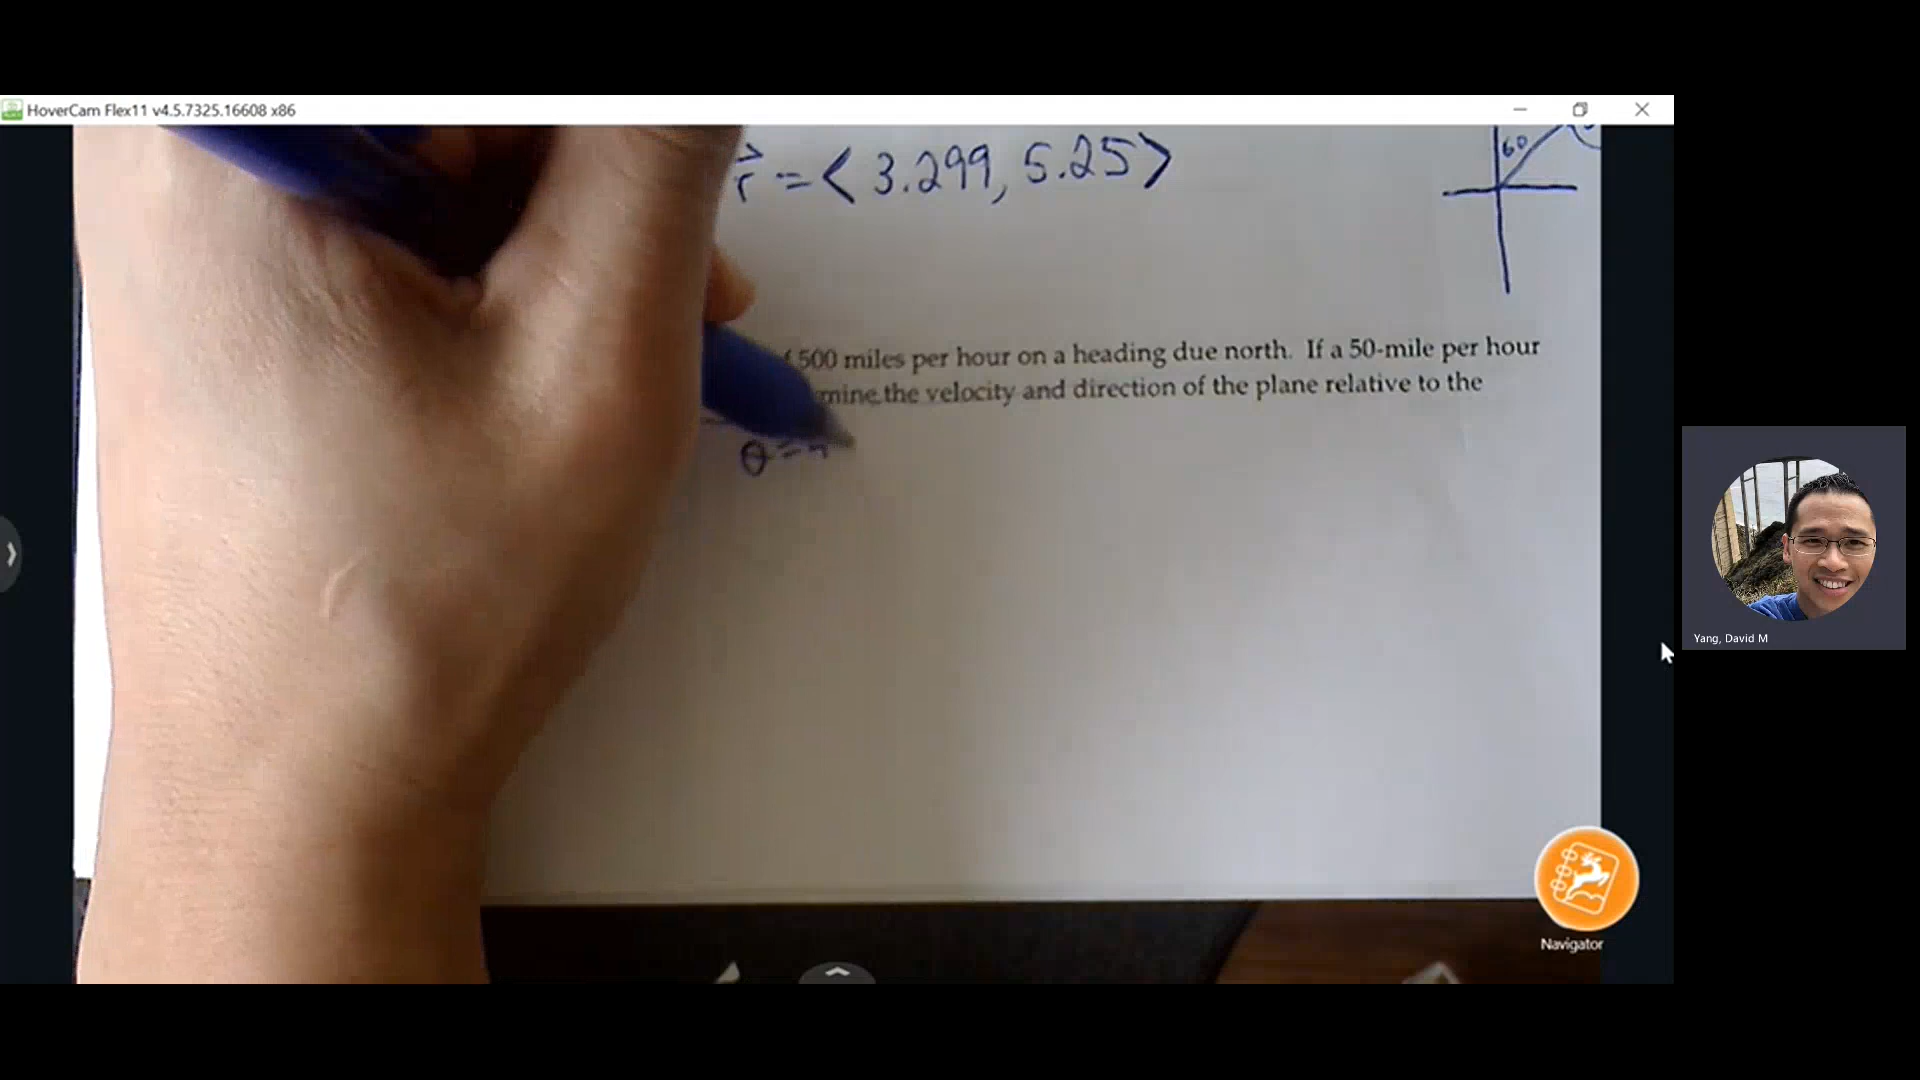 HoverCam Flex11 v4.5.7325.16608 x86
r = < 3.299, 5.25 >
60
500 miles per hour on a heading due north. If a 50-mile per hour
the velocity and direction of the plane relative to the
θ =
Yang, David M
Navigator